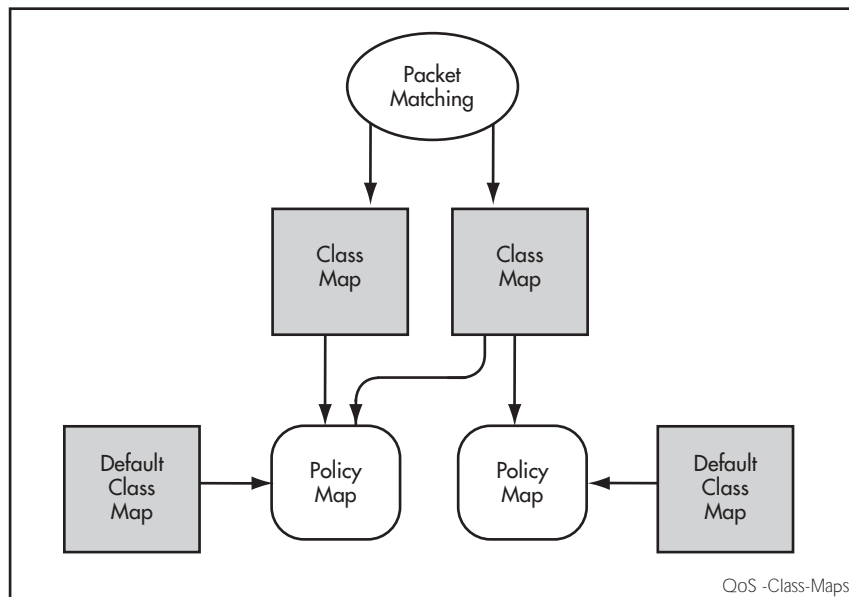 Packet
Matching
Class
Map
Class
Map
Default
Class
Map
Policy
Map
Policy
Map
Default
Class
Map
QoS -Class-Maps